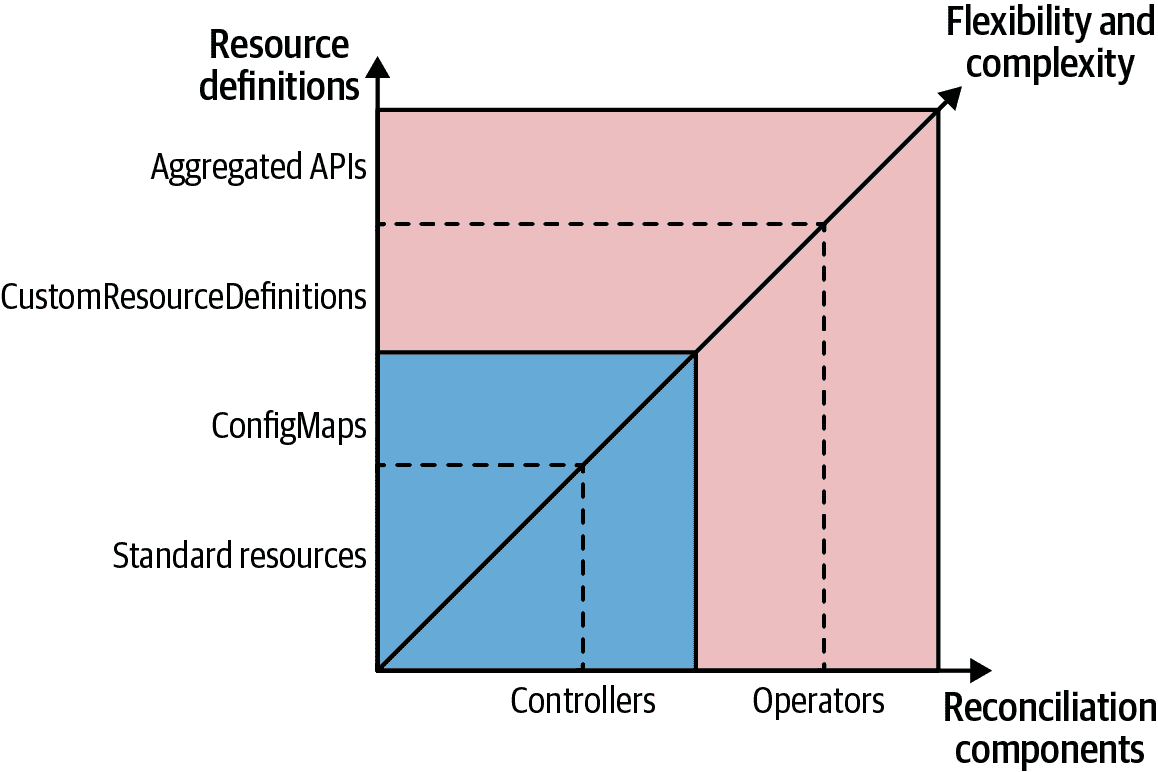 Resource
definitions
Flexibility and
complexity
Aggregated APIs
CustomResourceDefinitions
ConfigMaps
Standard resources
Controllers
Operators
Reconciliation
components